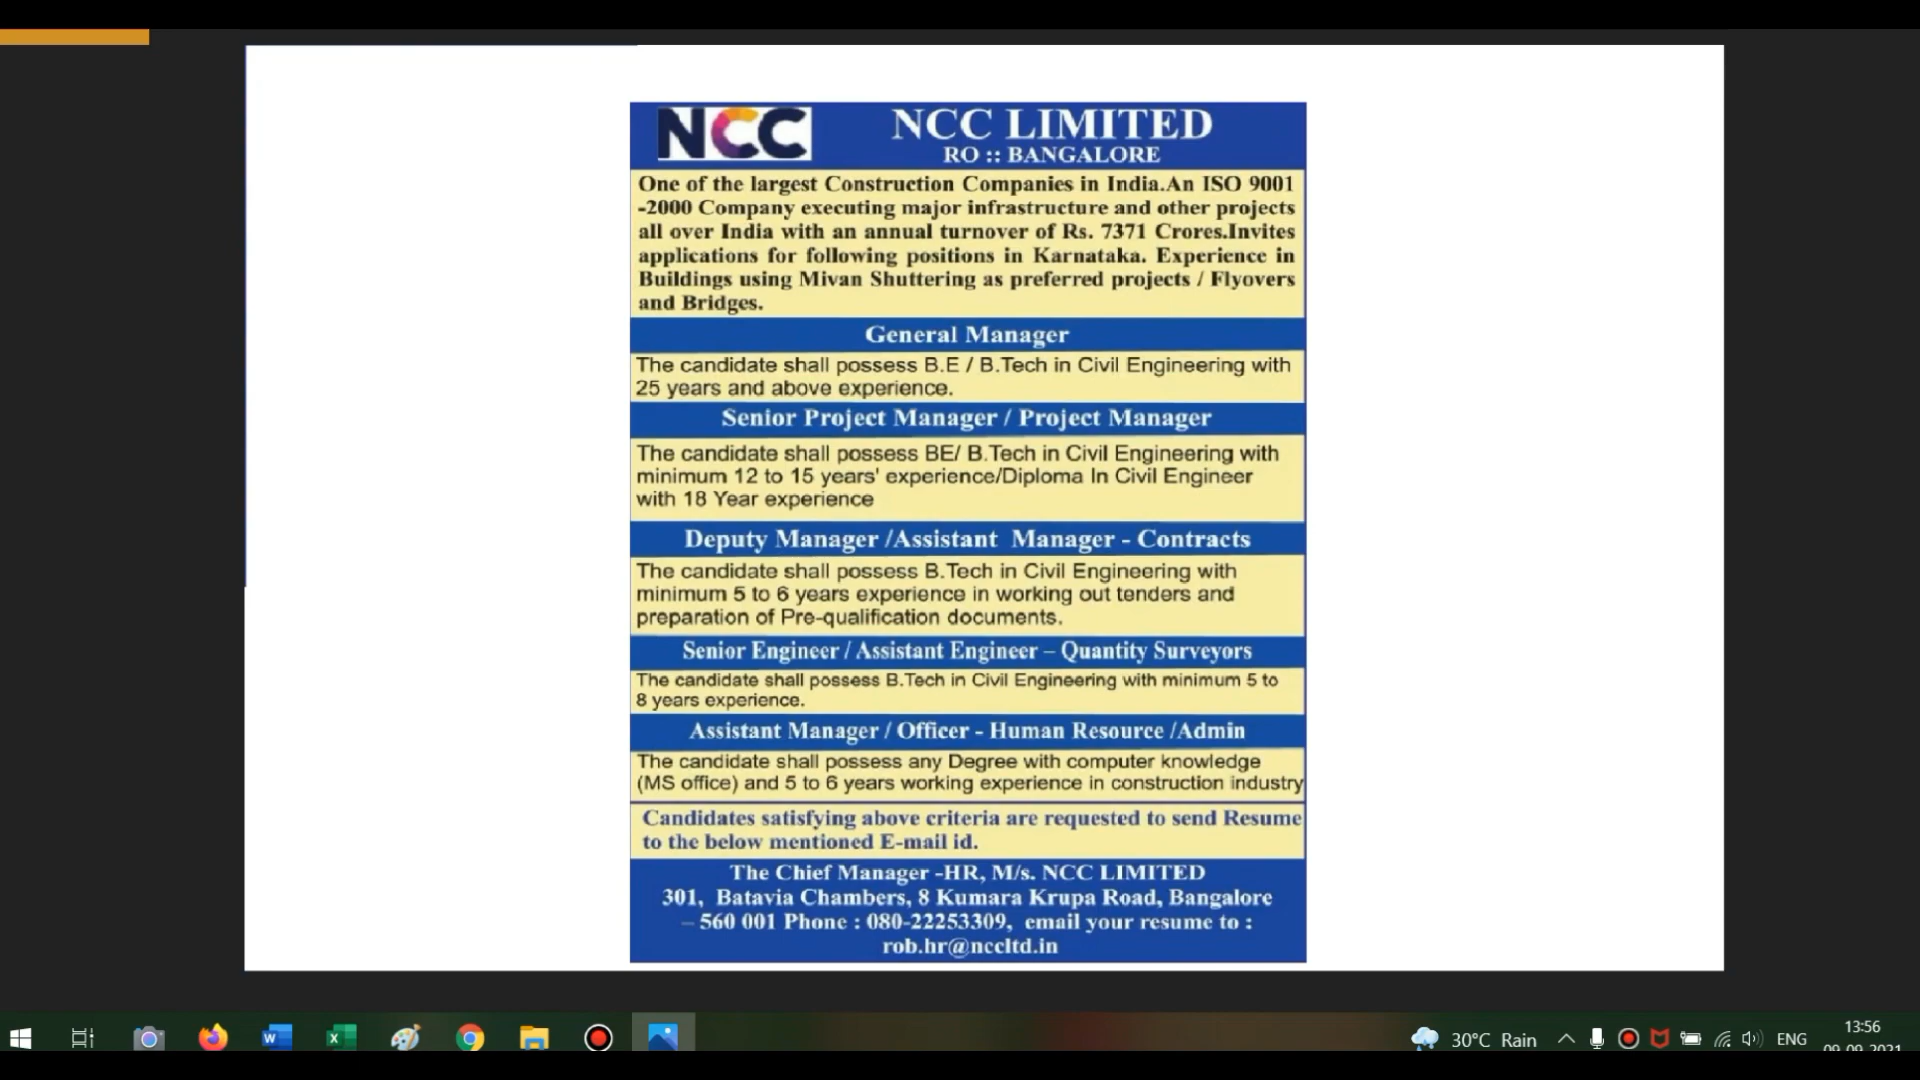 NCC
NCC LIMITED
RO :: BANGALORE
One of the largest Construction Companies in India.An ISO 9001
-2000 Company executing major infrastructure and other projects
all over India with an annual turnover of Rs. 7371 Crores.Invites
applications for following positions in Karnataka. Experience in
Buildings using Mivan Shuttering as preferred projects / Flyovers
and Bridges.
General Manager
The candidate shall possess B.E / B.Tech in Civil Engineering with
25 years and above experience.
Senior Project Manager / Project Manager
The candidate shall possess BE/ B.Tech in Civil Engineering with
minimum 12 to 15 years' experience/Diploma In Civil Engineer
with 18 Year experience
Deputy Manager /Assistant Manager - Contracts
The candidate shall possess B.Tech in Civil Engineering with
minimum 5 to 6 years experience in working out tenders and
preparation of Pre-qualification documents.
Senior Engineer / Assistant Engineer – Quantity Surveyors
The candidate shall possess B.Tech in Civil Engineering with minimum 5 to
8 years experience.
Assistant Manager / Officer - Human Resource /Admin
The candidate shall possess any Degree with computer knowledge
(MS office) and 5 to 6 years working experience in construction industry
Candidates satisfying above criteria are requested to send Resume
to the below mentioned E-mail id.
The Chief Manager -HR, M/s. NCC LIMITED
301, Batavia Chambers, 8 Kumara Krupa Road, Bangalore
– 560 001 Phone : 080-22253309, email your resume to :
rob.hr@nccltd.in
30°C Rain
ENG
13:56
09-09-2021